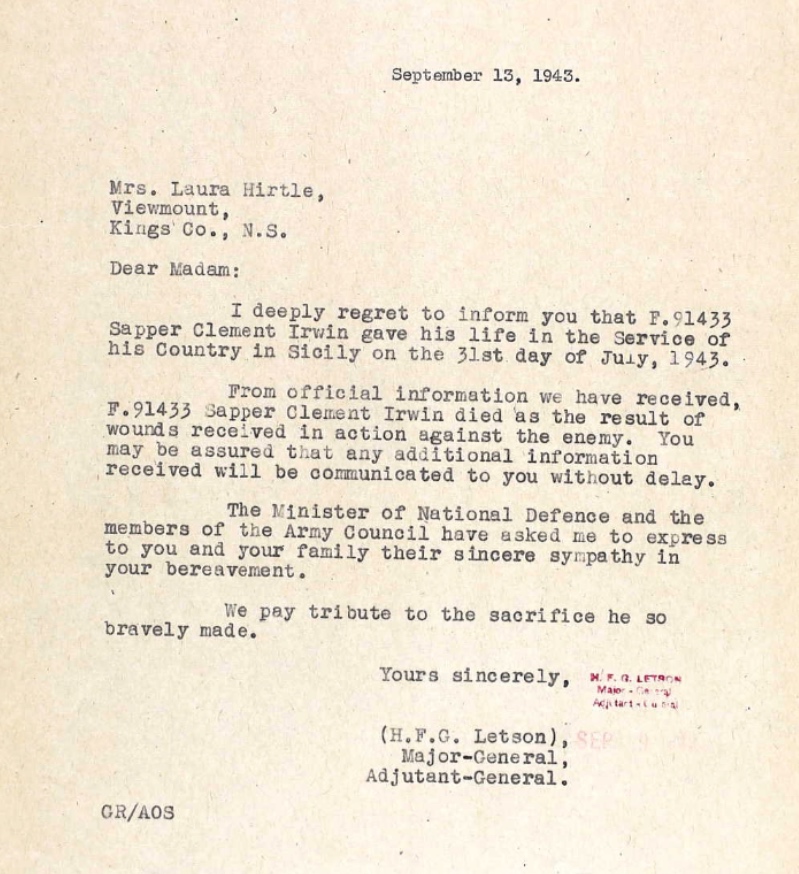 September 13, 1943.
Mrs. Laura Hirtle,
Viewmount,
Kings Co., N.S.
Dear Madam:
I deeply regret to inform you that F.91433
Sapper Clement Irwin gave his life in the Service of
his Country in Sicily on the 31st day of July, 1943.
From official information we have received,
F.91433 Sapper Clement Irwin died as the result of
wounds received in action against the enemy. You
may be assured that any additional information
received will be communicated to you without delay.
The Minister of National Defence and the
members of the Army Council have asked me to express
to you and your family their sincere sympathy in
your bereavement.
We pay tribute to the sacrifice he so
bravely made.
Yours sincerely,
H. F. G. LETSON
Major - General
Adjutant - General
(H.F.G. Letson),
Major-General,
Adjutant-General.
SEP
GR/AOS